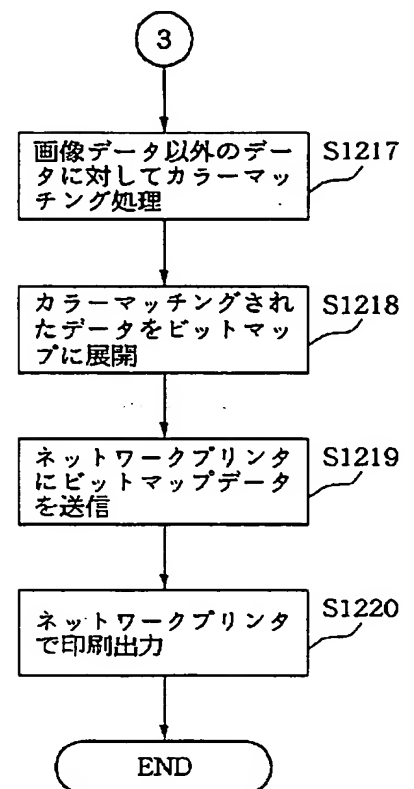 3
画像データ以外のデー
タに対してカラーマッ
チング処理
S1217
カラーマッチングされ
たデータをビットマッ
プに展開
S1218
ネットワークプリンタ
にビットマップデータ
を送信
S1219
ネットワークプリンタ
で印刷出力
S1220
END